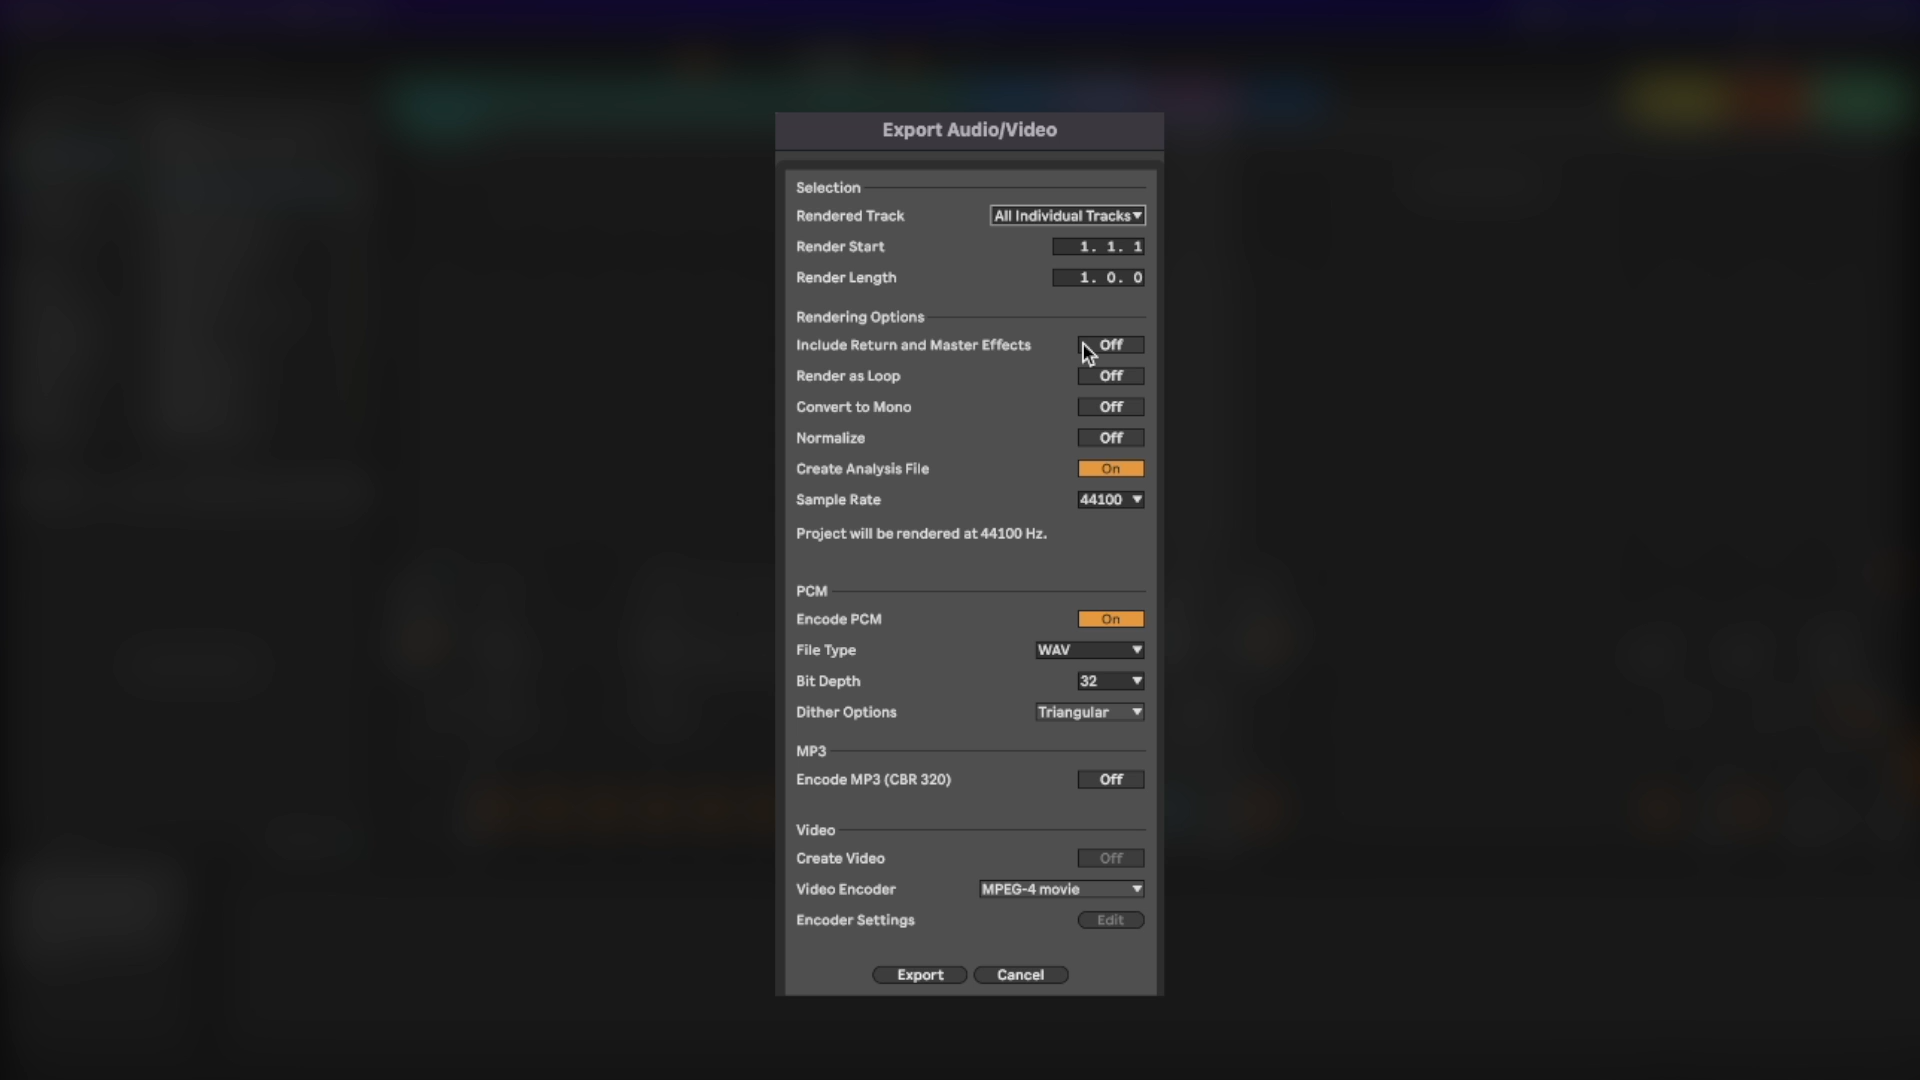 Export Audio/Video
Selection
Rendered Track All Individual Tracks
Render Start 1. 1. 1
Render Length 1. 0. 0
Rendering Options
Include Return and Master Effects Off
Render as Loop Off
Convert to Mono Off
Normalize Off
Create Analysis File On
Sample Rate 44100
Project will be rendered at 44100 Hz.
PCM
Encode PCM On
File Type WAV
Bit Depth 32
Dither Options Triangular
MP3
Encode MP3 (CBR 320) Off
Video
Create Video Off
Video Encoder MPEG-4 movie
Encoder Settings Edit
Export Cancel